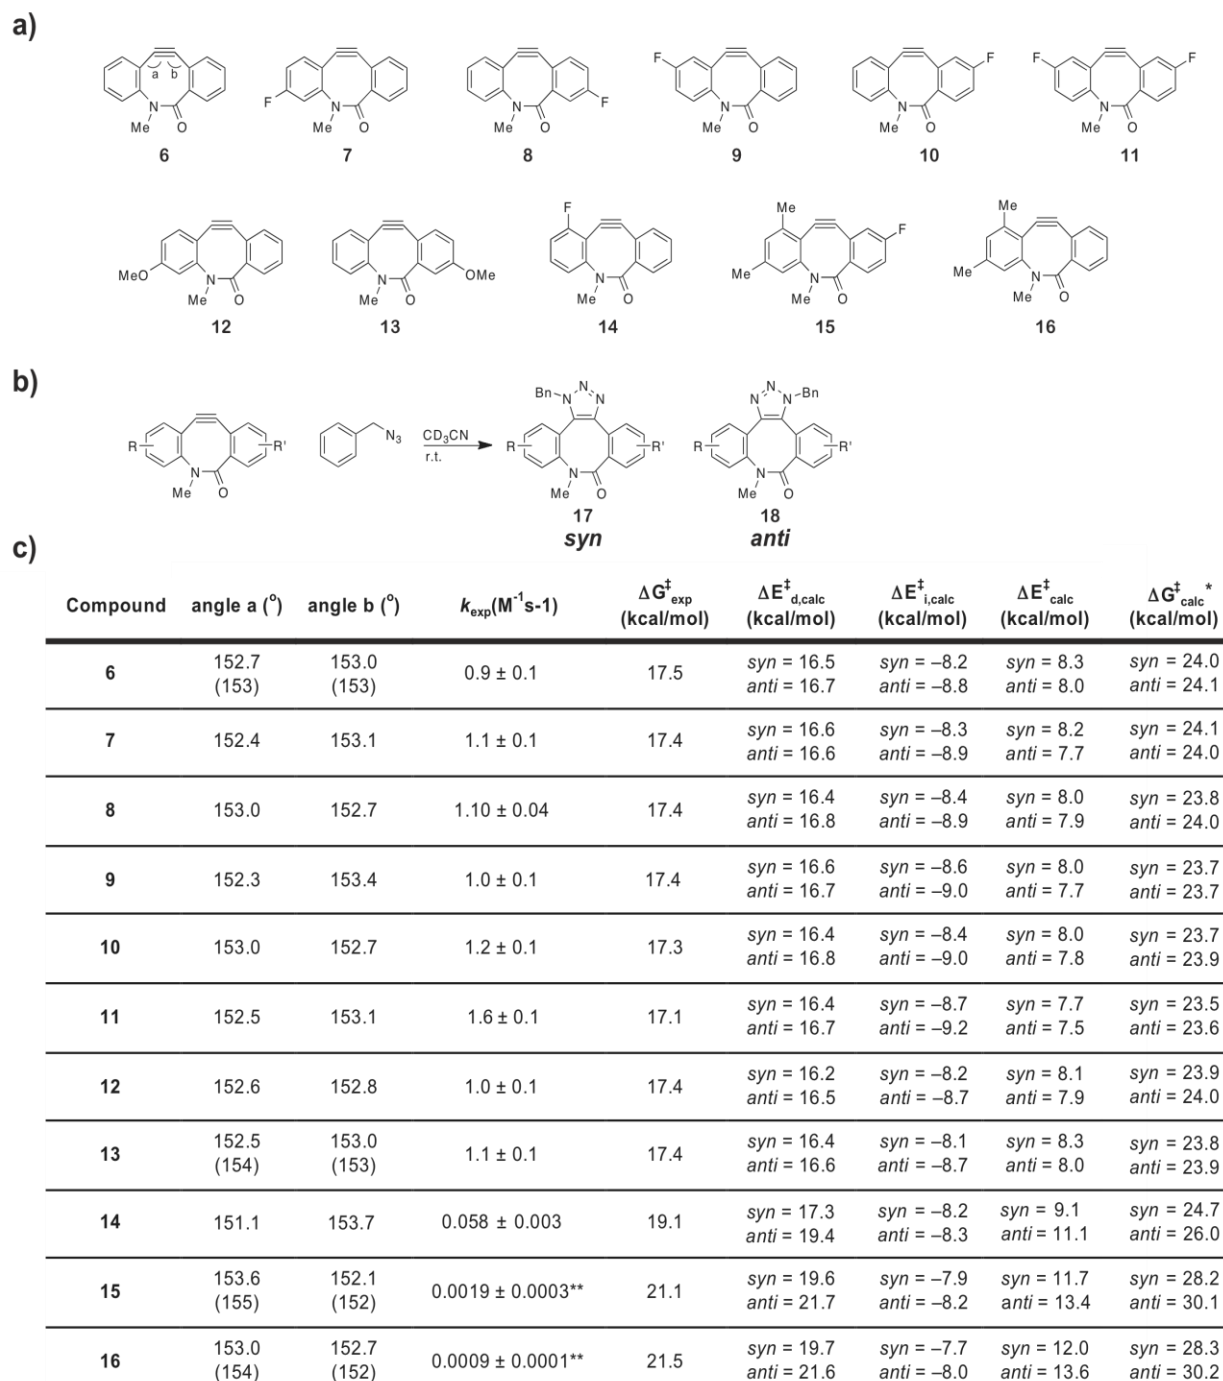 a)
a b
N
Me O
6
F
N
Me O
7
F
N
Me O
8
F
N
Me O
9
F
N
Me O
10
F F
N
Me O
11
MeO
N
Me O
12
OMe
N
Me O
13
F
N
Me O
14
Me
F
Me
N
Me O
15
Me
Me
N
Me O
16
b)
R R'
N
Me O
N₃
CD₃CN
r.t.
Bn N N N
R R'
N
Me O
17
syn
N N N Bn
R R'
N
Me O
18
anti
c)
Compound angle a (°) angle b (°) k_exp(M⁻¹s-1) ΔG‡_exp (kcal/mol) ΔE‡_d,calc (kcal/mol) ΔE‡_i,calc (kcal/mol) ΔE‡_calc (kcal/mol) ΔG‡_calc* (kcal/mol)
6 152.7 (153) 153.0 (153) 0.9 ± 0.1 17.5 syn = 16.5 anti = 16.7 syn = –8.2 anti = –8.8 syn = 8.3 anti = 8.0 syn = 24.0 anti = 24.1
7 152.4 153.1 1.1 ± 0.1 17.4 syn = 16.6 anti = 16.6 syn = –8.3 anti = –8.9 syn = 8.2 anti = 7.7 syn = 24.1 anti = 24.0
8 153.0 152.7 1.10 ± 0.04 17.4 syn = 16.4 anti = 16.8 syn = –8.4 anti = –8.9 syn = 8.0 anti = 7.9 syn = 23.8 anti = 24.0
9 152.3 153.4 1.0 ± 0.1 17.4 syn = 16.6 anti = 16.7 syn = –8.6 anti = –9.0 syn = 8.0 anti = 7.7 syn = 23.7 anti = 23.7
10 153.0 152.7 1.2 ± 0.1 17.3 syn = 16.4 anti = 16.8 syn = –8.4 anti = –9.0 syn = 8.0 anti = 7.8 syn = 23.7 anti = 23.9
11 152.5 153.1 1.6 ± 0.1 17.1 syn = 16.4 anti = 16.7 syn = –8.7 anti = –9.2 syn = 7.7 anti = 7.5 syn = 23.5 anti = 23.6
12 152.6 152.8 1.0 ± 0.1 17.4 syn = 16.2 anti = 16.5 syn = –8.2 anti = –8.7 syn = 8.1 anti = 7.9 syn = 23.9 anti = 24.0
13 152.5 (154) 153.0 (153) 1.1 ± 0.1 17.4 syn = 16.4 anti = 16.6 syn = –8.1 anti = –8.7 syn = 8.3 anti = 8.0 syn = 23.8 anti = 23.9
14 151.1 153.7 0.058 ± 0.003 19.1 syn = 17.3 anti = 19.4 syn = –8.2 anti = –8.3 syn = 9.1 anti = 11.1 syn = 24.7 anti = 26.0
15 153.6 (155) 152.1 (152) 0.0019 ± 0.0003** 21.1 syn = 19.6 anti = 21.7 syn = –7.9 anti = –8.2 syn = 11.7 anti = 13.4 syn = 28.2 anti = 30.1
16 153.0 (154) 152.7 (152) 0.0009 ± 0.0001** 21.5 syn = 19.7 anti = 21.6 syn = –7.7 anti = –8.0 syn = 12.0 anti = 13.6 syn = 28.3 anti = 30.2